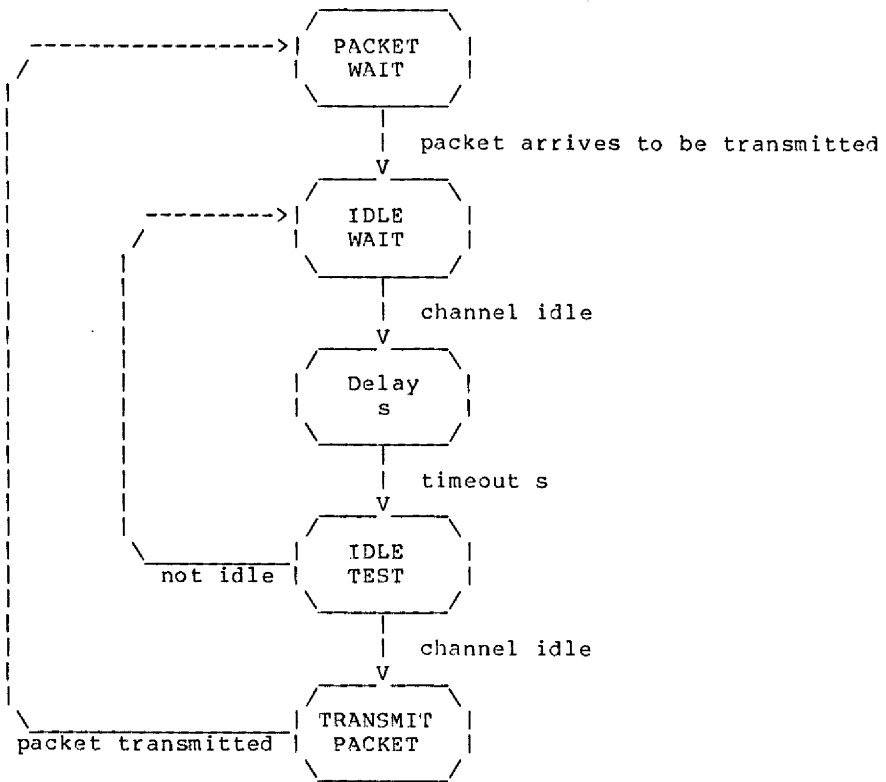 PACKET
WAIT
packet arrives to be transmitted
IDLE
WAIT
channel idle
Delay
s
timeout s
IDLE
TEST
not idle
channel idle
TRANSMIT
PACKET
packet transmitted